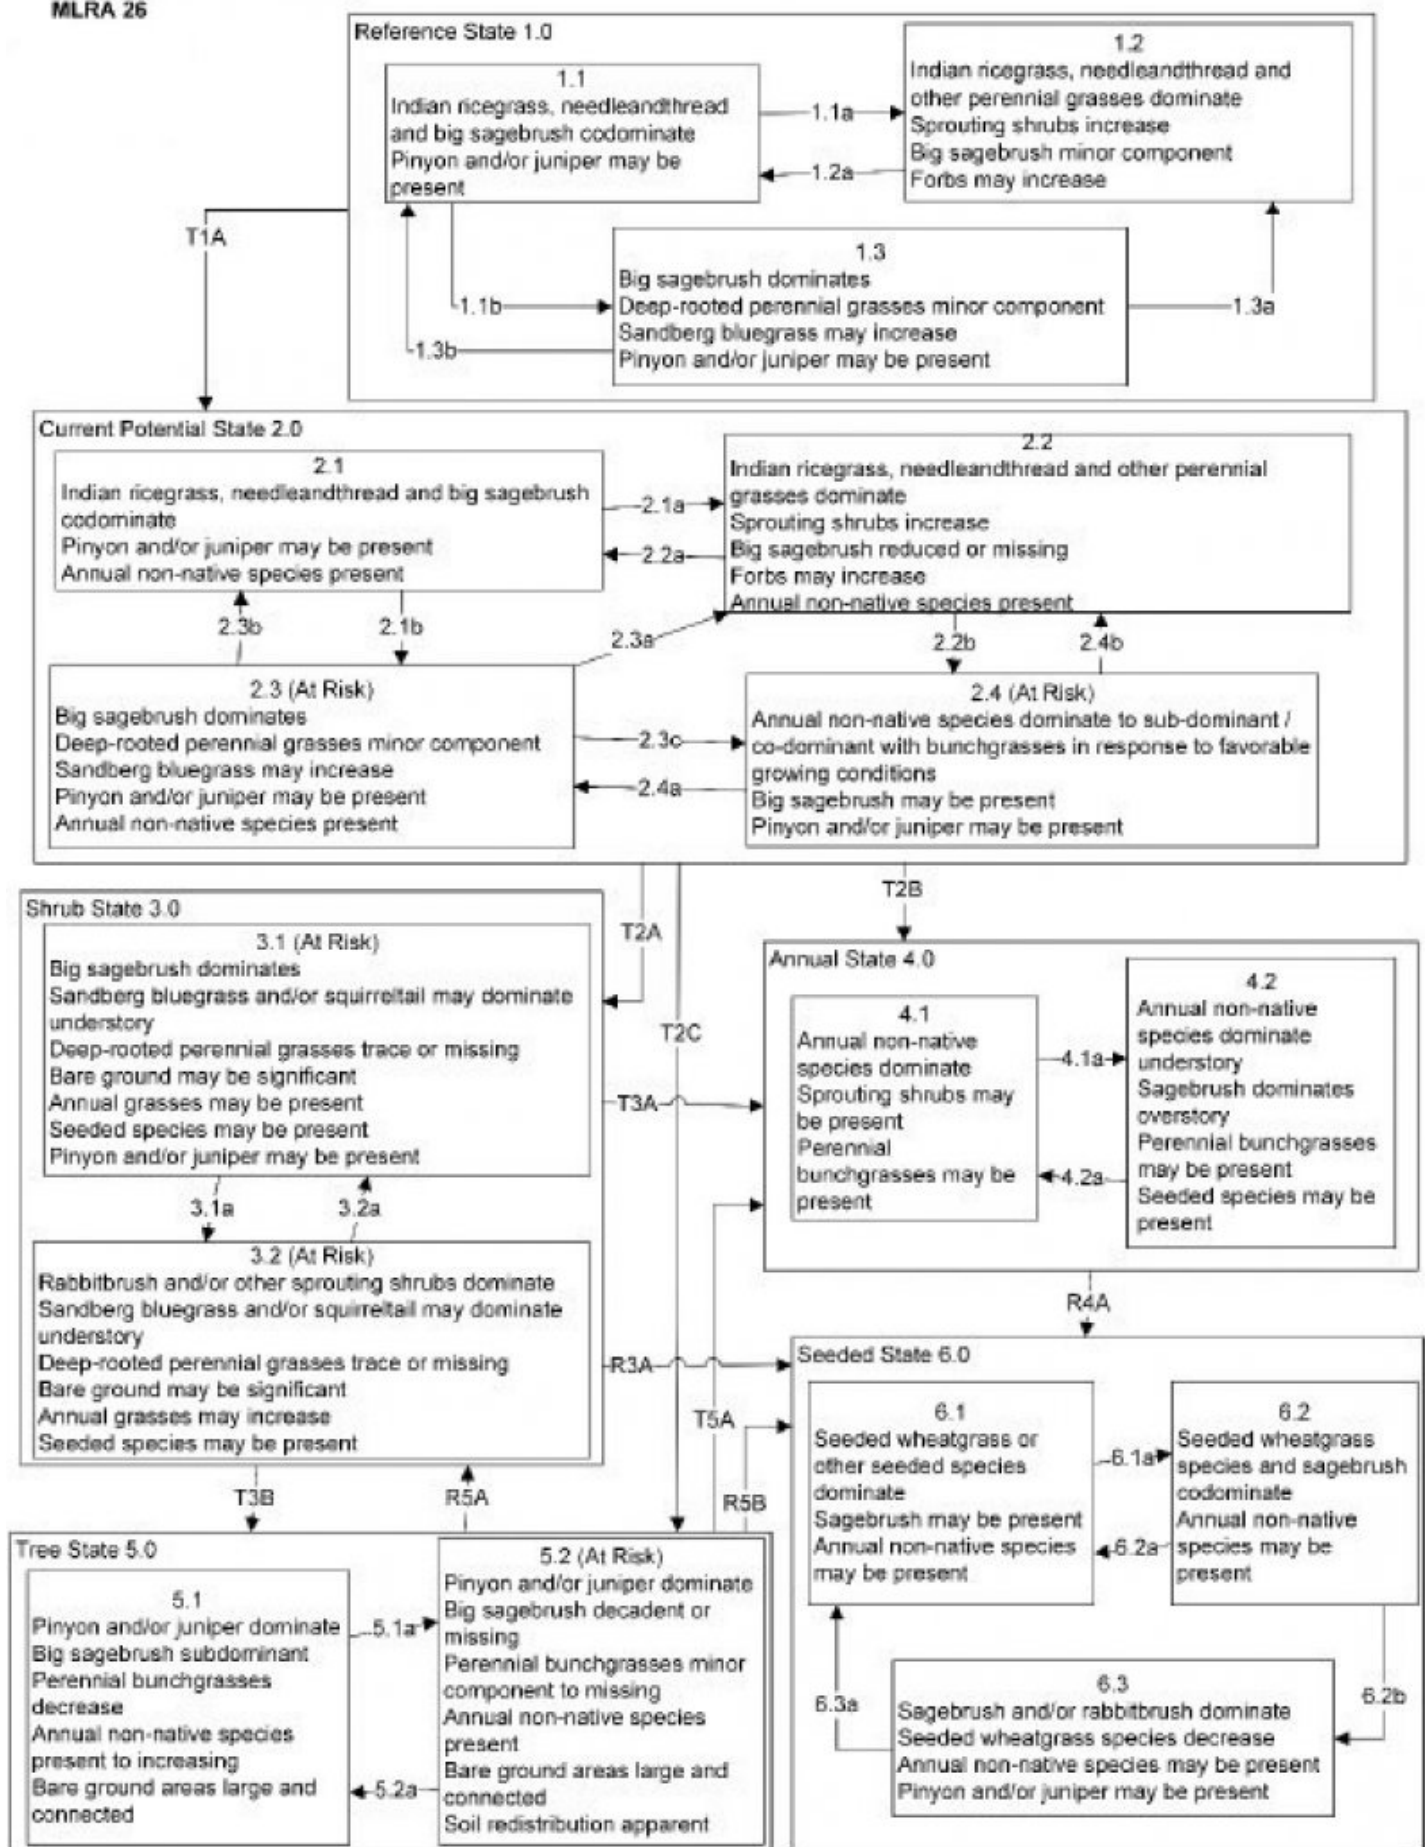 MLRA 26
Reference State 1.0
1.1
Indian ricegrass, needleandthread
and big sagebrush codominate
Pinyon and/or juniper may be
present
1.1a
1.2a
1.2
Indian ricegrass, needleandthread and
other perennial grasses dominate
Sprouting shrubs increase
Big sagebrush minor component
Forbs may increase
T1A
1.1b
1.3b
1.3
Big sagebrush dominates
Deep-rooted perennial grasses minor component
Sandberg bluegrass may increase
Pinyon and/or juniper may be present
1.3a
Current Potential State 2.0
2.1
Indian ricegrass, needleandthread and big sagebrush
codominate
Pinyon and/or juniper may be present
Annual non-native species present
2.1a
2.2a
2.2
Indian ricegrass, needleandthread and other perennial
grasses dominate
Sprouting shrubs increase
Big sagebrush reduced or missing
Forbs may increase
Annual non-native species present
2.3b
2.1b
2.3a
2.2b
2.4b
2.3 (At Risk)
Big sagebrush dominates
Deep-rooted perennial grasses minor component
Sandberg bluegrass may increase
Pinyon and/or juniper may be present
Annual non-native species present
2.3c
2.4a
2.4 (At Risk)
Annual non-native species dominate to sub-dominant /
co-dominant with bunchgrasses in response to favorable
growing conditions
Big sagebrush may be present
Pinyon and/or juniper may be present
T2A
T2C
T2B
Shrub State 3.0
3.1 (At Risk)
Big sagebrush dominates
Sandberg bluegrass and/or squirreltail may dominate
understory
Deep-rooted perennial grasses trace or missing
Bare ground may be significant
Annual grasses may be present
Seeded species may be present
Pinyon and/or juniper may be present
3.1a
3.2a
3.2 (At Risk)
Rabbitbrush and/or other sprouting shrubs dominate
Sandberg bluegrass and/or squirreltail may dominate
understory
Deep-rooted perennial grasses trace or missing
Bare ground may be significant
Annual grasses may increase
Seeded species may be present
T3A
R3A
Annual State 4.0
4.1
Annual non-native
species dominate
Sprouting shrubs may
be present
Perennial
bunchgrasses may be
present
4.1a
4.2a
4.2
Annual non-native
species dominate
understory
Sagebrush dominates
overstory
Perennial bunchgrasses
may be present
Seeded species may be
present
R4A
T5A
R5B
T3B
R5A
Tree State 5.0
5.1
Pinyon and/or juniper dominate
Big sagebrush subdominant
Perennial bunchgrasses
decrease
Annual non-native species
present to increasing
Bare ground areas large and
connected
5.1a
5.2a
5.2 (At Risk)
Pinyon and/or juniper dominate
Big sagebrush decadent or
missing
Perennial bunchgrasses minor
component to missing
Annual non-native species
present
Bare ground areas large and
connected
Soil redistribution apparent
Seeded State 6.0
6.1
Seeded wheatgrass or
other seeded species
dominate
Sagebrush may be present
Annual non-native species
may be present
6.1a
6.2a
6.2
Seeded wheatgrass
species and sagebrush
codominate
Annual non-native
species may be
present
6.3a
6.2b
6.3
Sagebrush and/or rabbitbrush dominate
Seeded wheatgrass species decrease
Annual non-native species may be present
Pinyon and/or juniper may be present